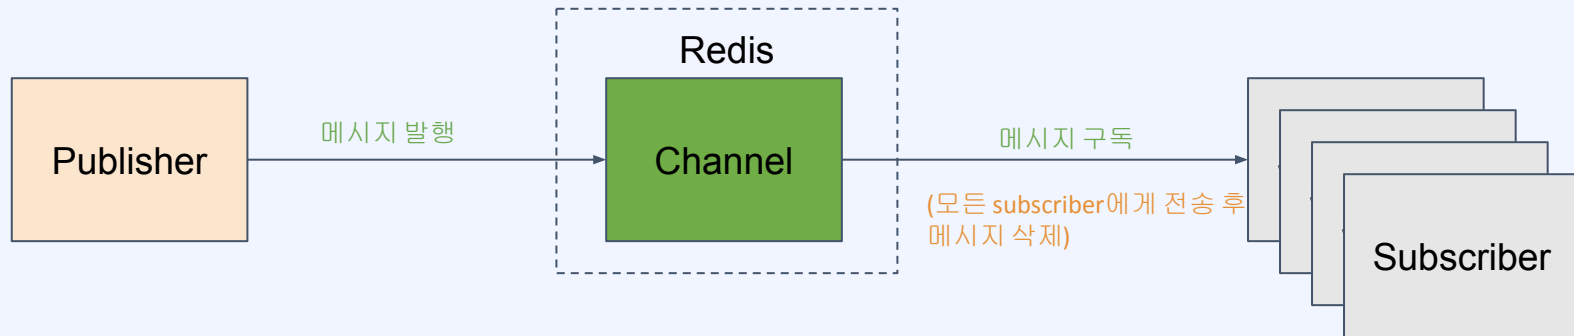 Redis
Publisher
메시지 발행
Channel
메시지 구독
(모든 subscriber에게 전송 후
메시지 삭제)
Subscriber